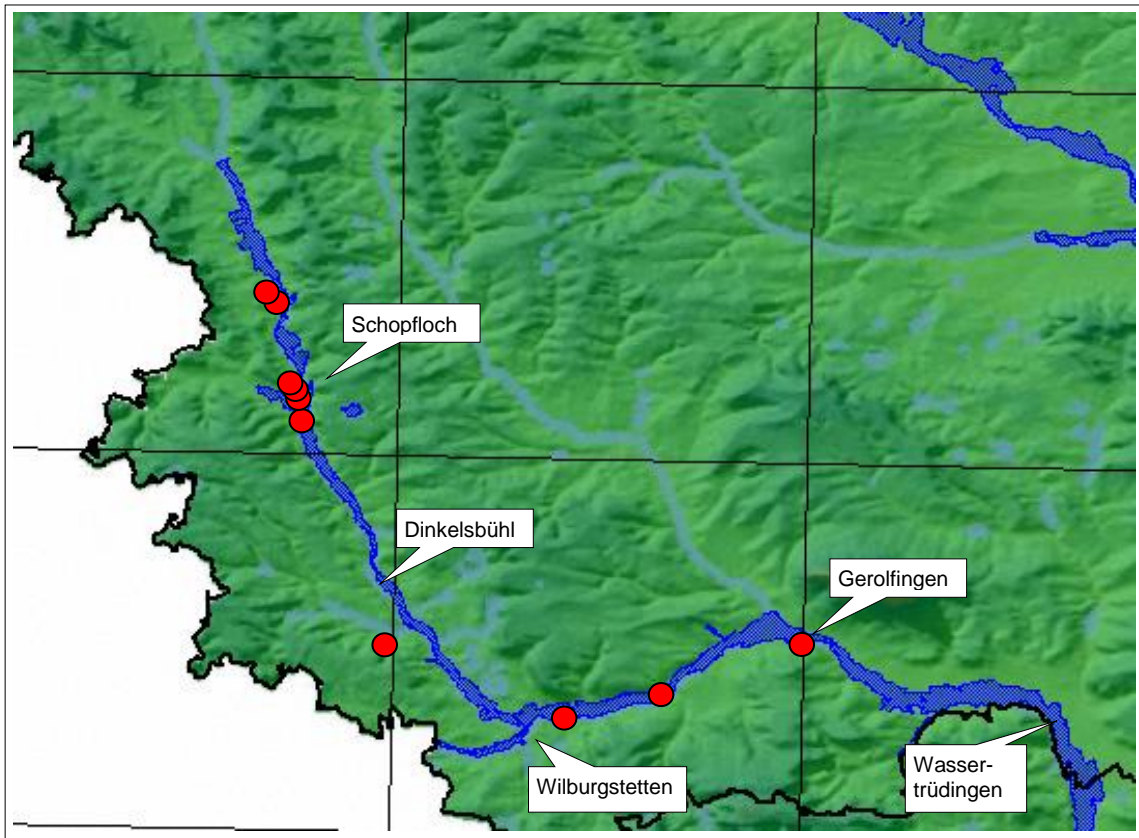 Schopfloch
Dinkelsbühl
Gerolfingen
Wasser-
trüdingen
Wilburgstetten